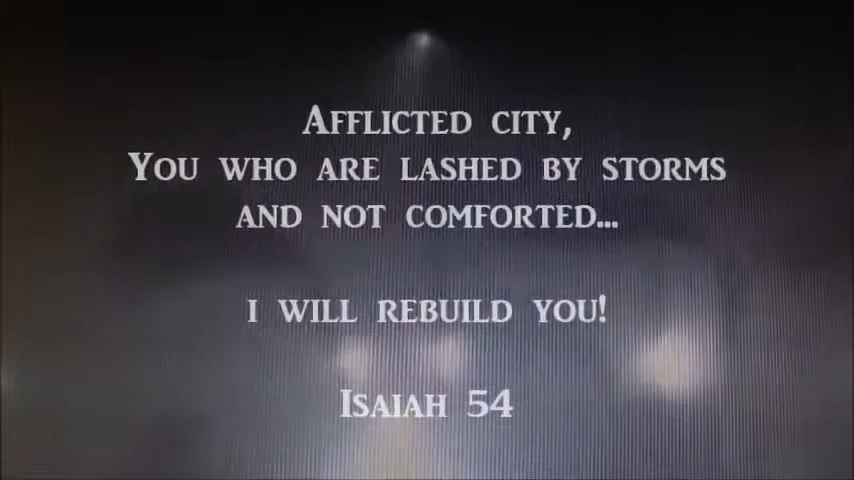 Afflicted city,
You who are lashed by storms
and not comforted...
i will rebuild you!
Isaiah 54